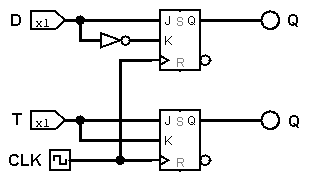 D x1 J S Q Q
K
R
T x1 J S Q Q
K
CLK R